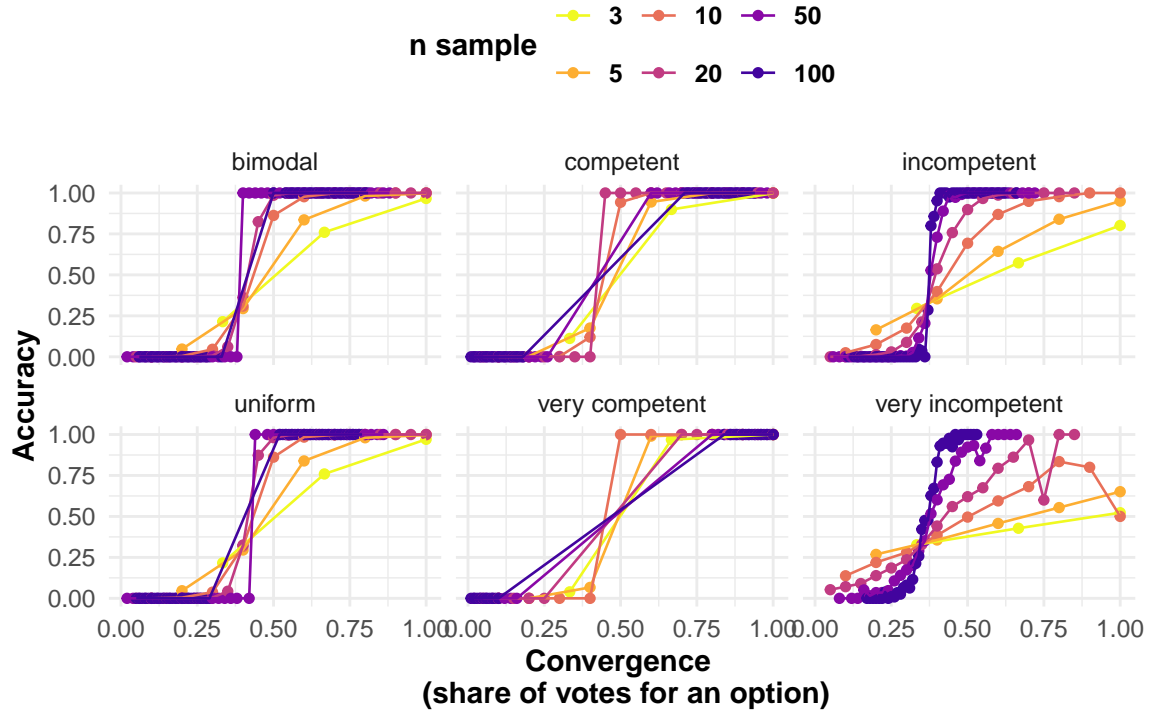 n sample
3 10 50
5 20 100
bimodal competent incompetent
1.00
0.75
0.50
0.25
0.00
uniform very competent very incompetent
1.00
0.75
0.50
0.25
0.00
0.00 0.25 0.50 0.75 1.00 0.00 0.25 0.50 0.75 1.00 0.00 0.25 0.50 0.75 1.00
Accuracy
Convergence
(share of votes for an option)